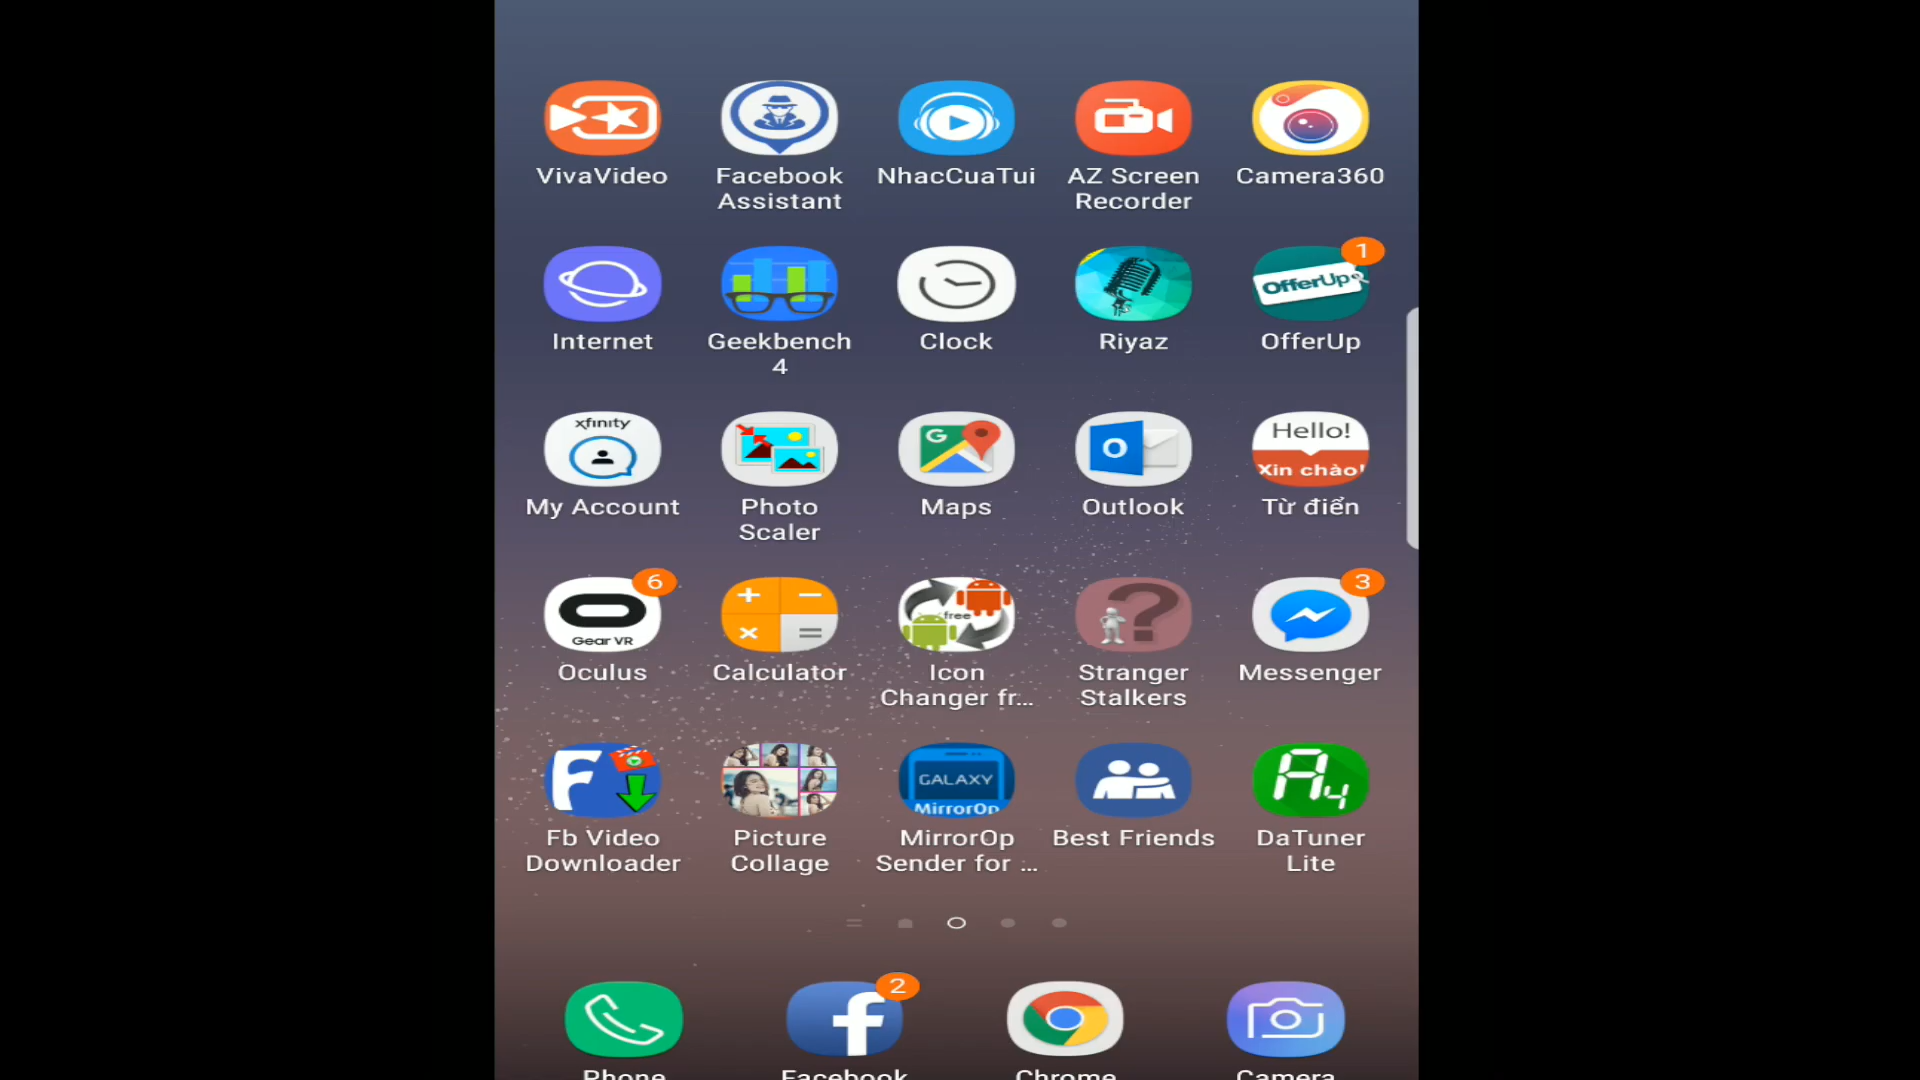 VivaVideo
Facebook
Assistant
NhacCuaTui
AZ Screen
Recorder
Camera360
1
OfferUp
Internet
Geekbench
4
Clock
Riyaz
OfferUp
xfinity
G
O
Hello!
Xin chào!
My Account
Photo
Scaler
Maps
Outlook
Từ điển
6
3
Gear VR
free
Oculus
Calculator
Icon
Changer fr...
Stranger
Stalkers
Messenger
GALAXY
MirrorOp
A4
Fb Video
Downloader
Picture
Collage
MirrorOp
Sender for ...
Best Friends
DaTuner
Lite
2
Phone
Facebook
Chrome
Camera